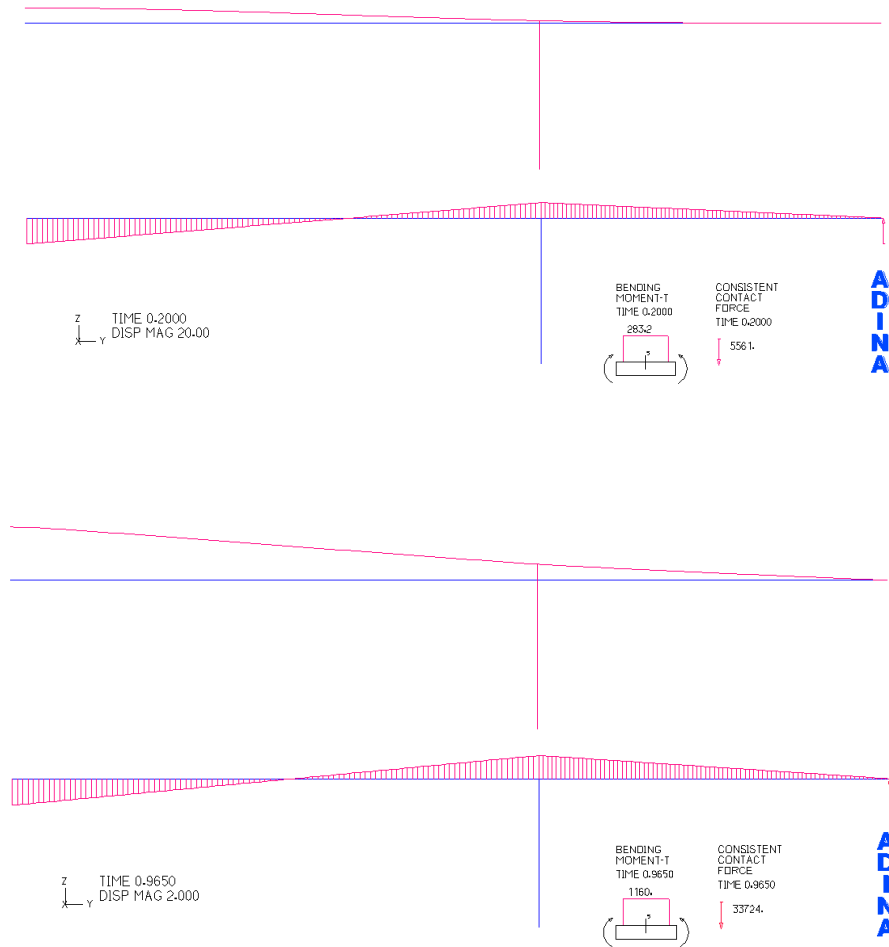 BENDING
MOMENT-T
TIME 0.2000
283.2
CONSISTENT
CONTACT
FORCE
TIME 0.2000
5561.
Z
X
Y
TIME 0.2000
DISP MAG 20.00
A
D
I
N
A
BENDING
MOMENT-T
TIME 0.9650
1160.
CONSISTENT
CONTACT
FORCE
TIME 0.9650
33724.
Z
X
Y
TIME 0.9650
DISP MAG 2.000
A
D
I
N
A